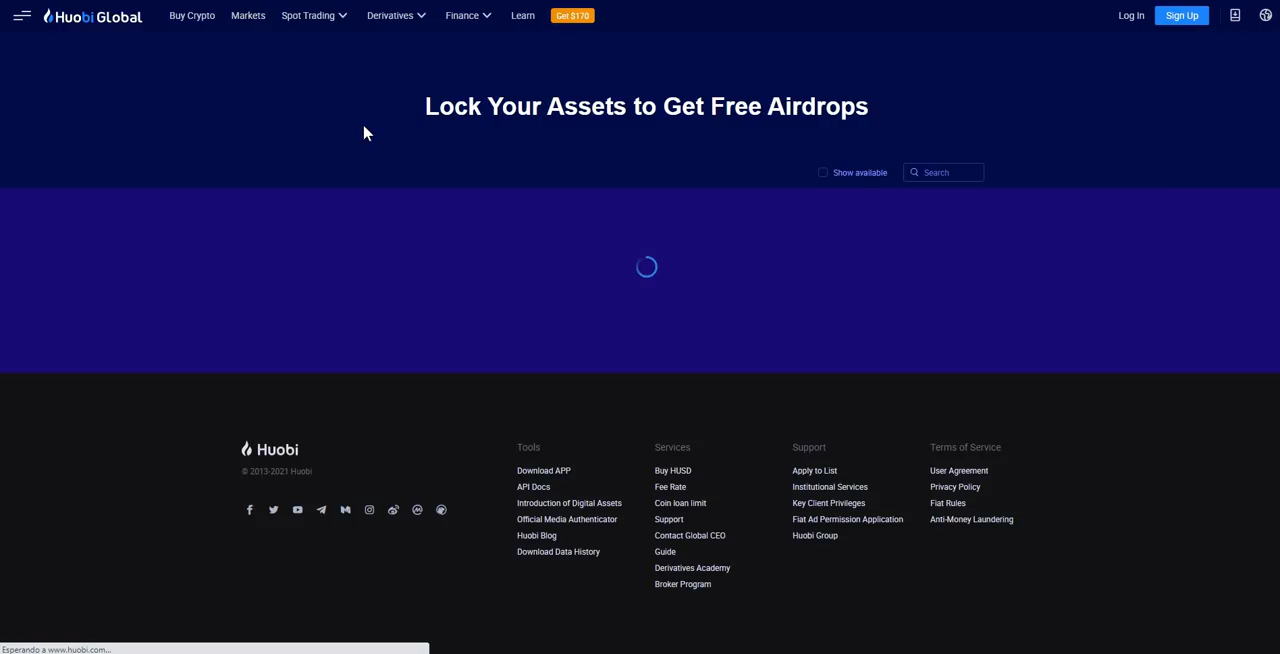 Huobi Global Buy Crypto Markets Spot Trading Derivatives Finance Learn Get $170 Log In Sign Up
Lock Your Assets to Get Free Airdrops
Show available Search
Huobi
© 2013-2021 Huobi
Tools
Download APP
API Docs
Introduction of Digital Assets
Official Media Authenticator
Huobi Blog
Download Data History
Services
Buy HUSD
Fee Rate
Coin loan limit
Support
Contact Global CEO
Guide
Derivatives Academy
Broker Program
Support
Apply to List
Institutional Services
Key Client Privileges
Fiat Ad Permission Application
Huobi Group
Terms of Service
User Agreement
Privacy Policy
Fiat Rules
Anti-Money Laundering
Esperando a www.huobi.com...